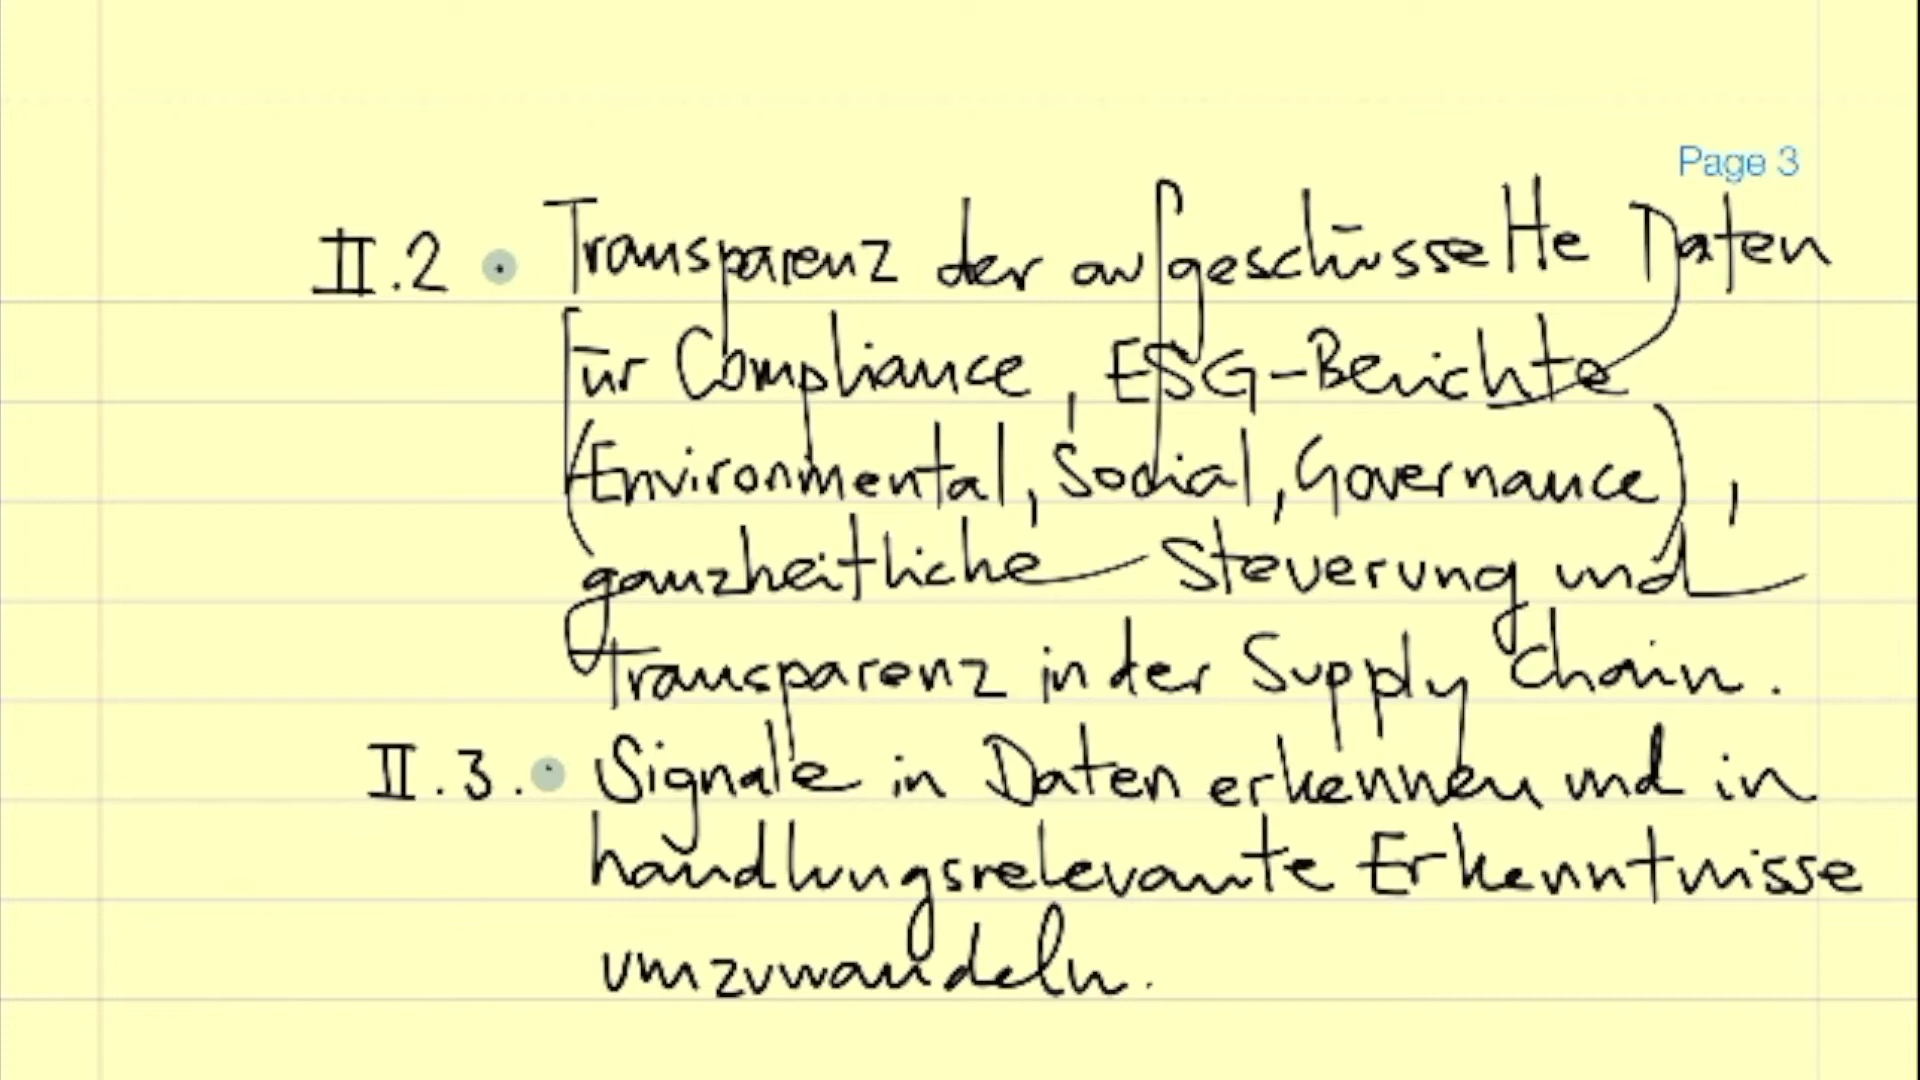 Page 3
II.2 • Transparenz der aufgeschüsselte Daten
für Compliance, ESG-Berichte
(Environmental, Social, Governance),
ganzheitliche Steuerung und
Transparenz in der Supply Chain.
II.3. • Signale in Daten erkennen und in
handlungsrelevante Erkenntnisse
umzuwandeln.